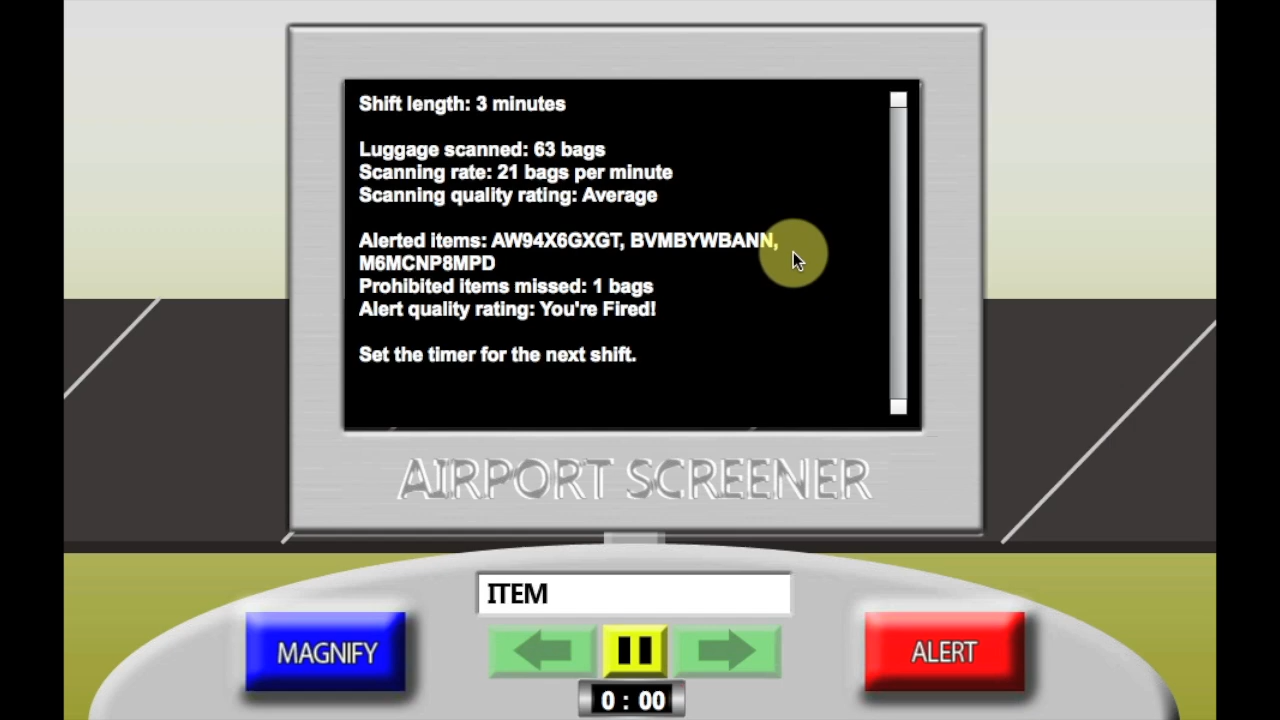 Shift length: 3 minutes
Luggage scanned: 63 bags
Scanning rate: 21 bags per minute
Scanning quality rating: Average
Alerted items: AW94X6GXGT, BVMBYWBANN,
M6MCNP8MPD
Prohibited items missed: 1 bags
Alert quality rating: You're Fired!
Set the timer for the next shift.
AIRPORT SCREENER
ITEM
MAGNIFY
ALERT
0 : 00